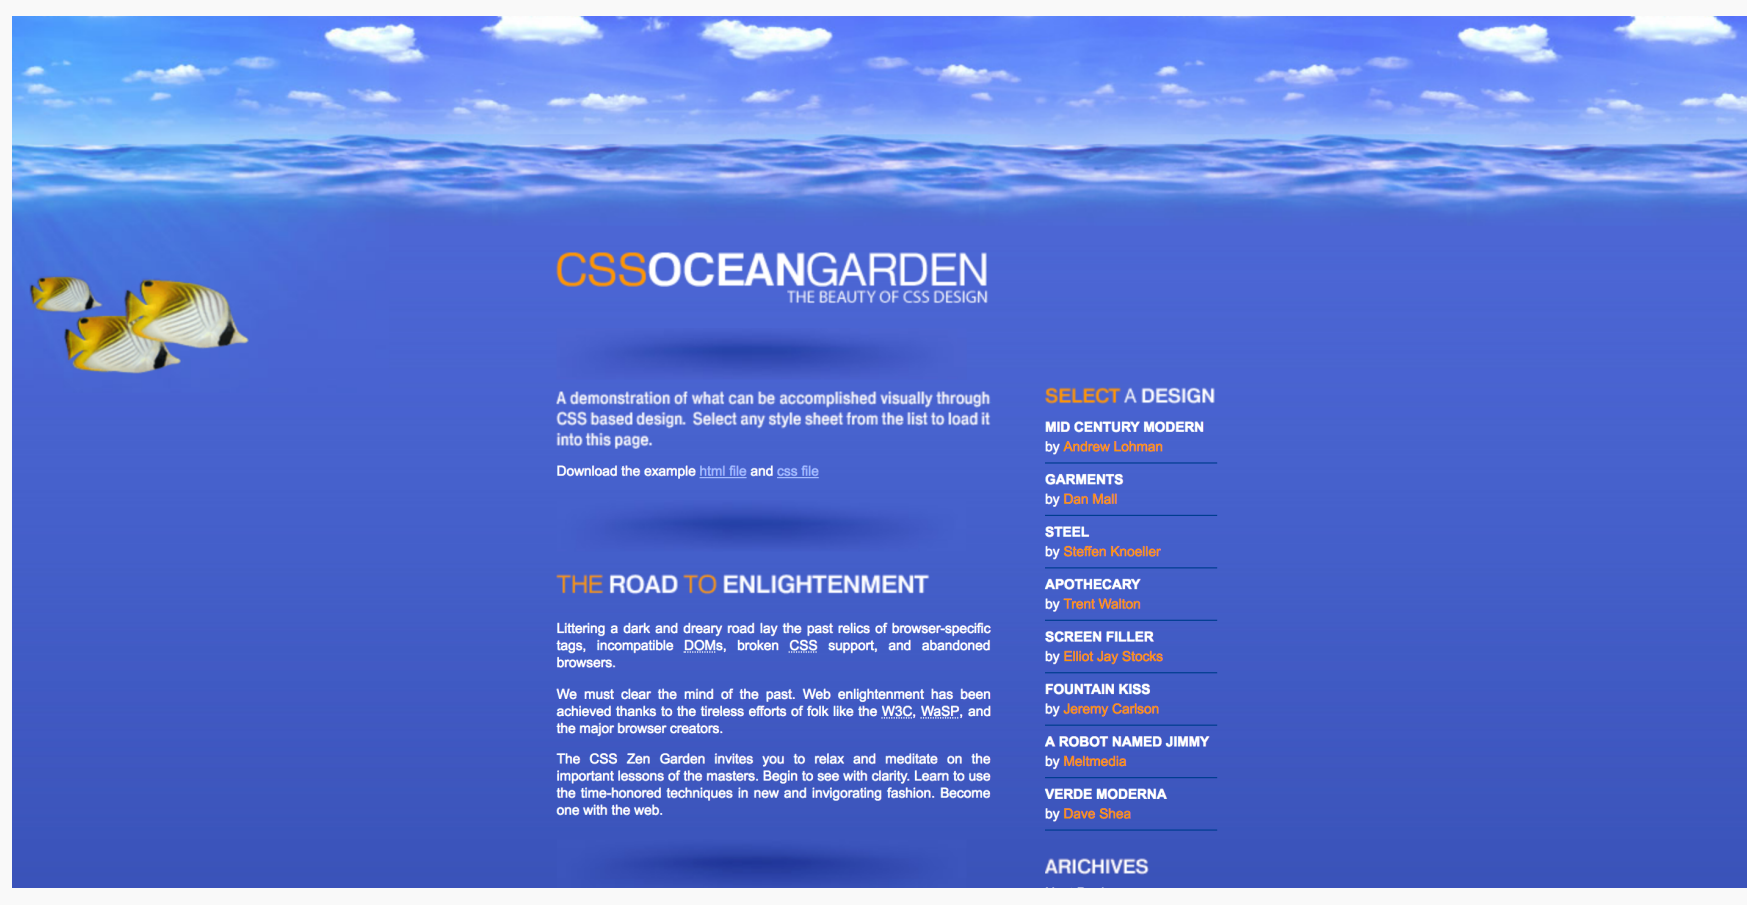 CSSOCEANGARDEN
THE BEAUTY OF CSS DESIGN
A demonstration of what can be accomplished visually through
CSS based design. Select any style sheet from the list to load it
into this page.
Download the example html file and css file
THE ROAD TO ENLIGHTENMENT
Littering a dark and dreary road lay the past relics of browser-specific
tags, incompatible DOMs, broken CSS support, and abandoned
browsers.
We must clear the mind of the past. Web enlightenment has been
achieved thanks to the tireless efforts of folk like the W3C, WaSP, and
the major browser creators.
The CSS Zen Garden invites you to relax and meditate on the
important lessons of the masters. Begin to see with clarity. Learn to use
the time-honored techniques in new and invigorating fashion. Become
one with the web.
SELECT A DESIGN
MID CENTURY MODERN
by Andrew Lohman
GARMENTS
by Dan Mall
STEEL
by Steffen Knoeller
APOTHECARY
by Trent Walton
SCREEN FILLER
by Elliot Jay Stocks
FOUNTAIN KISS
by Jeremy Carlson
A ROBOT NAMED JIMMY
by Meltmedia
VERDE MODERNA
by Dave Shea
ARICHIVES